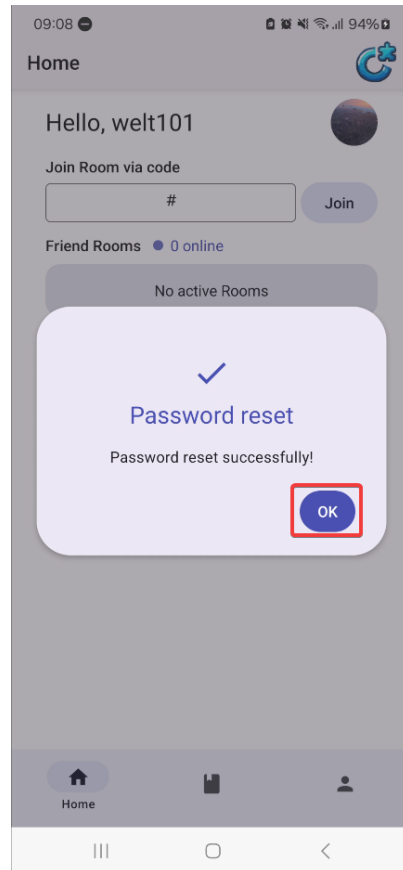 09:08 94%
Home
Hello, welt101
Join Room via code
#
Join
Friend Rooms 0 online
No active Rooms
Password reset
Password reset successfully!
OK
Home